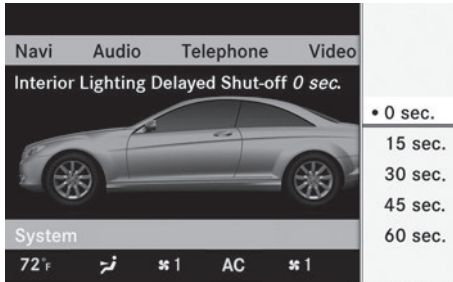 Navi Audio Telephone Video
Interior Lighting Delayed Shut-off 0 sec.
• 0 sec.
15 sec.
30 sec.
45 sec.
60 sec.
System
72°F 1 AC 1